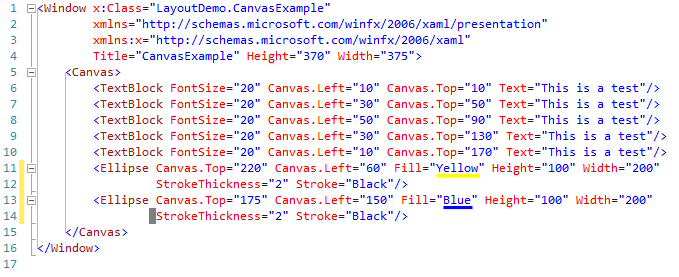 1 <Window x:Class="LayoutDemo.CanvasExample"
2 xmlns="http://schemas.microsoft.com/winfx/2006/xaml/presentation"
3 xmlns:x="http://schemas.microsoft.com/winfx/2006/xaml"
4 Title="CanvasExample" Height="370" Width="375">
5 <Canvas>
6 <TextBlock FontSize="20" Canvas.Left="10" Canvas.Top="10" Text="This is a test"/>
7 <TextBlock FontSize="20" Canvas.Left="30" Canvas.Top="50" Text="This is a test"/>
8 <TextBlock FontSize="20" Canvas.Left="50" Canvas.Top="90" Text="This is a test"/>
9 <TextBlock FontSize="20" Canvas.Left="30" Canvas.Top="130" Text="This is a test"/>
10 <TextBlock FontSize="20" Canvas.Left="10" Canvas.Top="170" Text="This is a test"/>
11 <Ellipse Canvas.Top="220" Canvas.Left="60" Fill="Yellow" Height="100" Width="200"
12 StrokeThickness="2" Stroke="Black"/>
13 <Ellipse Canvas.Top="175" Canvas.Left="150" Fill="Blue" Height="100" Width="200"
14 StrokeThickness="2" Stroke="Black"/>
15 </Canvas>
16 </Window>
17